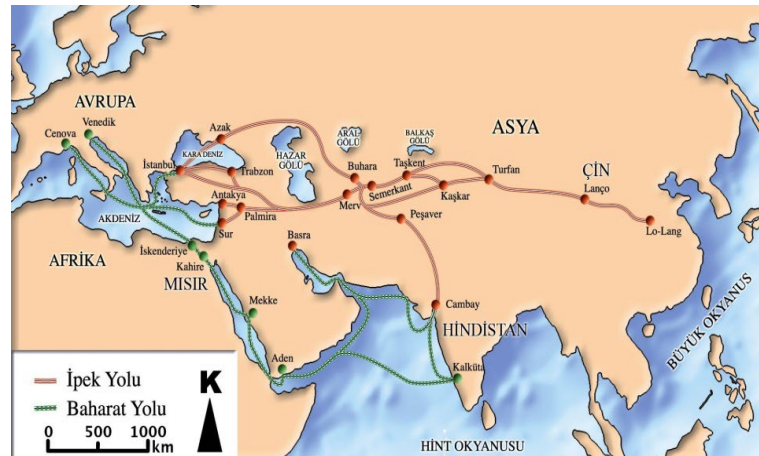 AVRUPA
Venedik
Cenova
Azak
ASYA
ARAL
GÖLÜ
BALKAŞ
GÖLÜ
KARA DENİZ
HAZAR
GÖLÜ
İstanbul
Trabzon
Buhara
Taşkent
Turfan
ÇİN
Semerkant
Kaşkar
Merv
Lanço
Antakya
Palmira
AKDENİZ
Sur
Peşaver
Lo-Lang
İskenderiye
Kahire
Basra
AFRİKA
MISIR
Mekke
Cambay
HİNDİSTAN
Aden
Kalküta
BÜYÜK OKYANUS
HİNT OKYANUSU
İpek Yolu
Baharat Yolu
K
0 500 1000
km